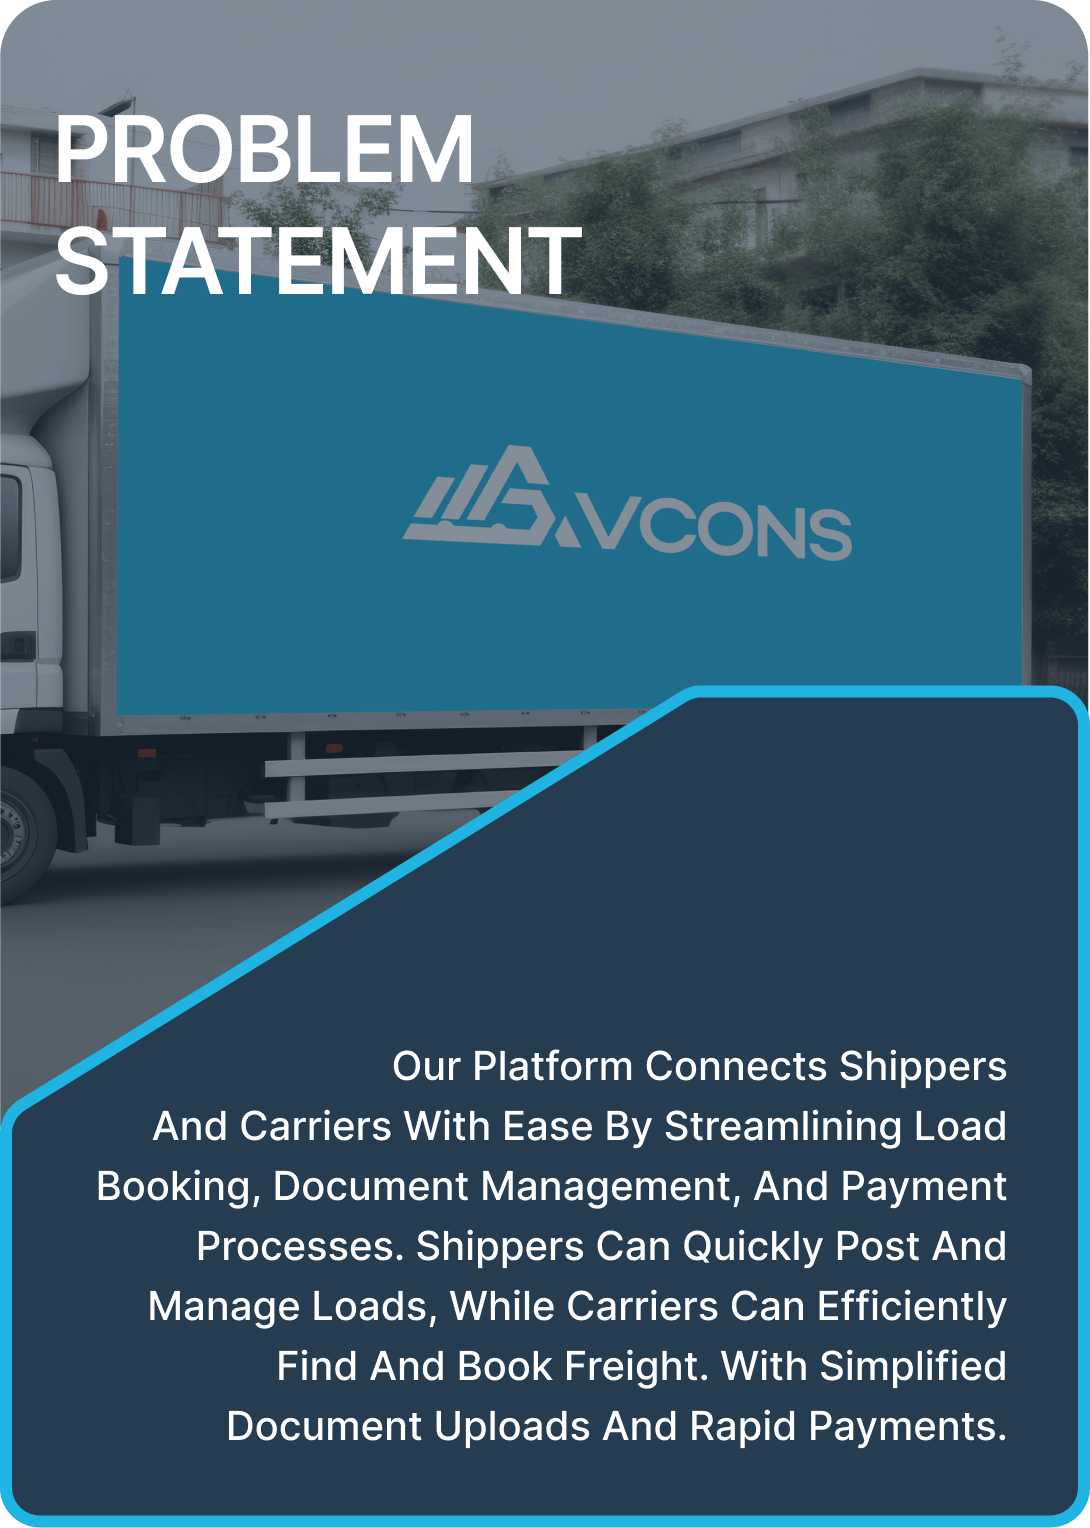 PROBLEM
STATEMENT
AVCONS
Our Platform Connects Shippers
And Carriers With Ease By Streamlining Load
Booking, Document Management, And Payment
Processes. Shippers Can Quickly Post And
Manage Loads, While Carriers Can Efficiently
Find And Book Freight. With Simplified
Document Uploads And Rapid Payments.